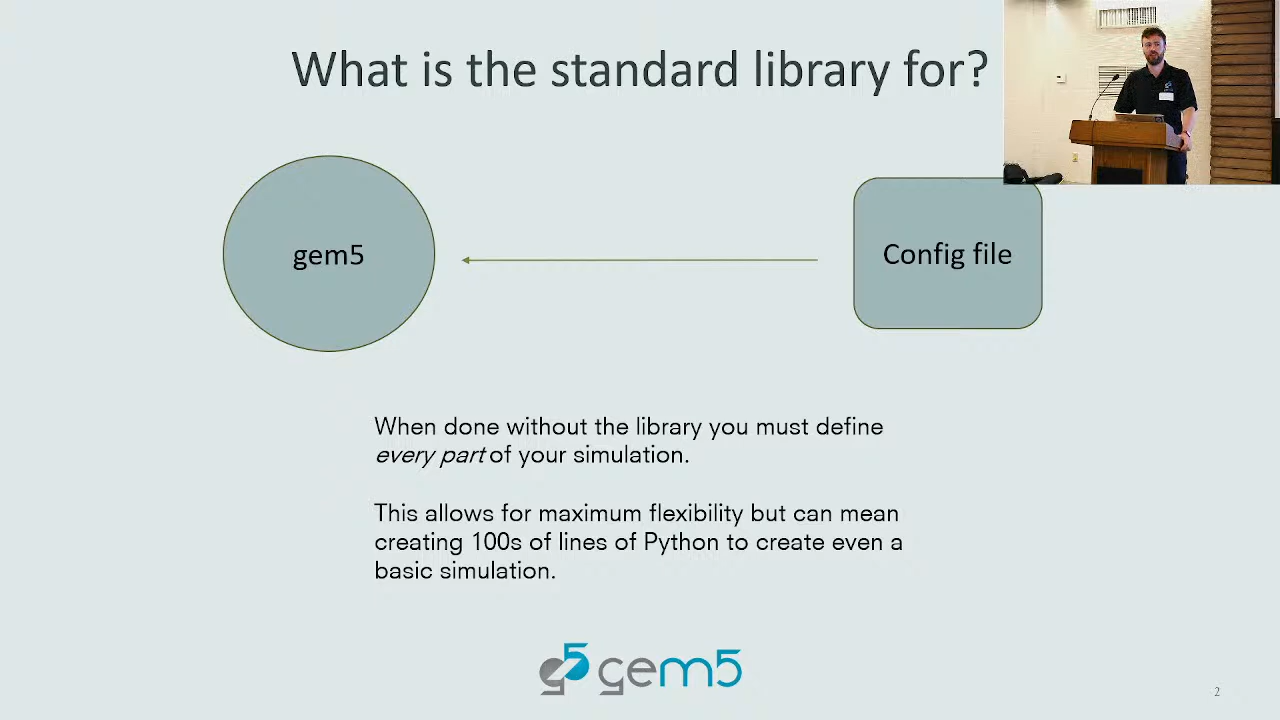 What is the standard library for?
gem5
Config file
When done without the library you must define
every part of your simulation.
This allows for maximum flexibility but can mean
creating 100s of lines of Python to create even a
basic simulation.
g5 gem5
2